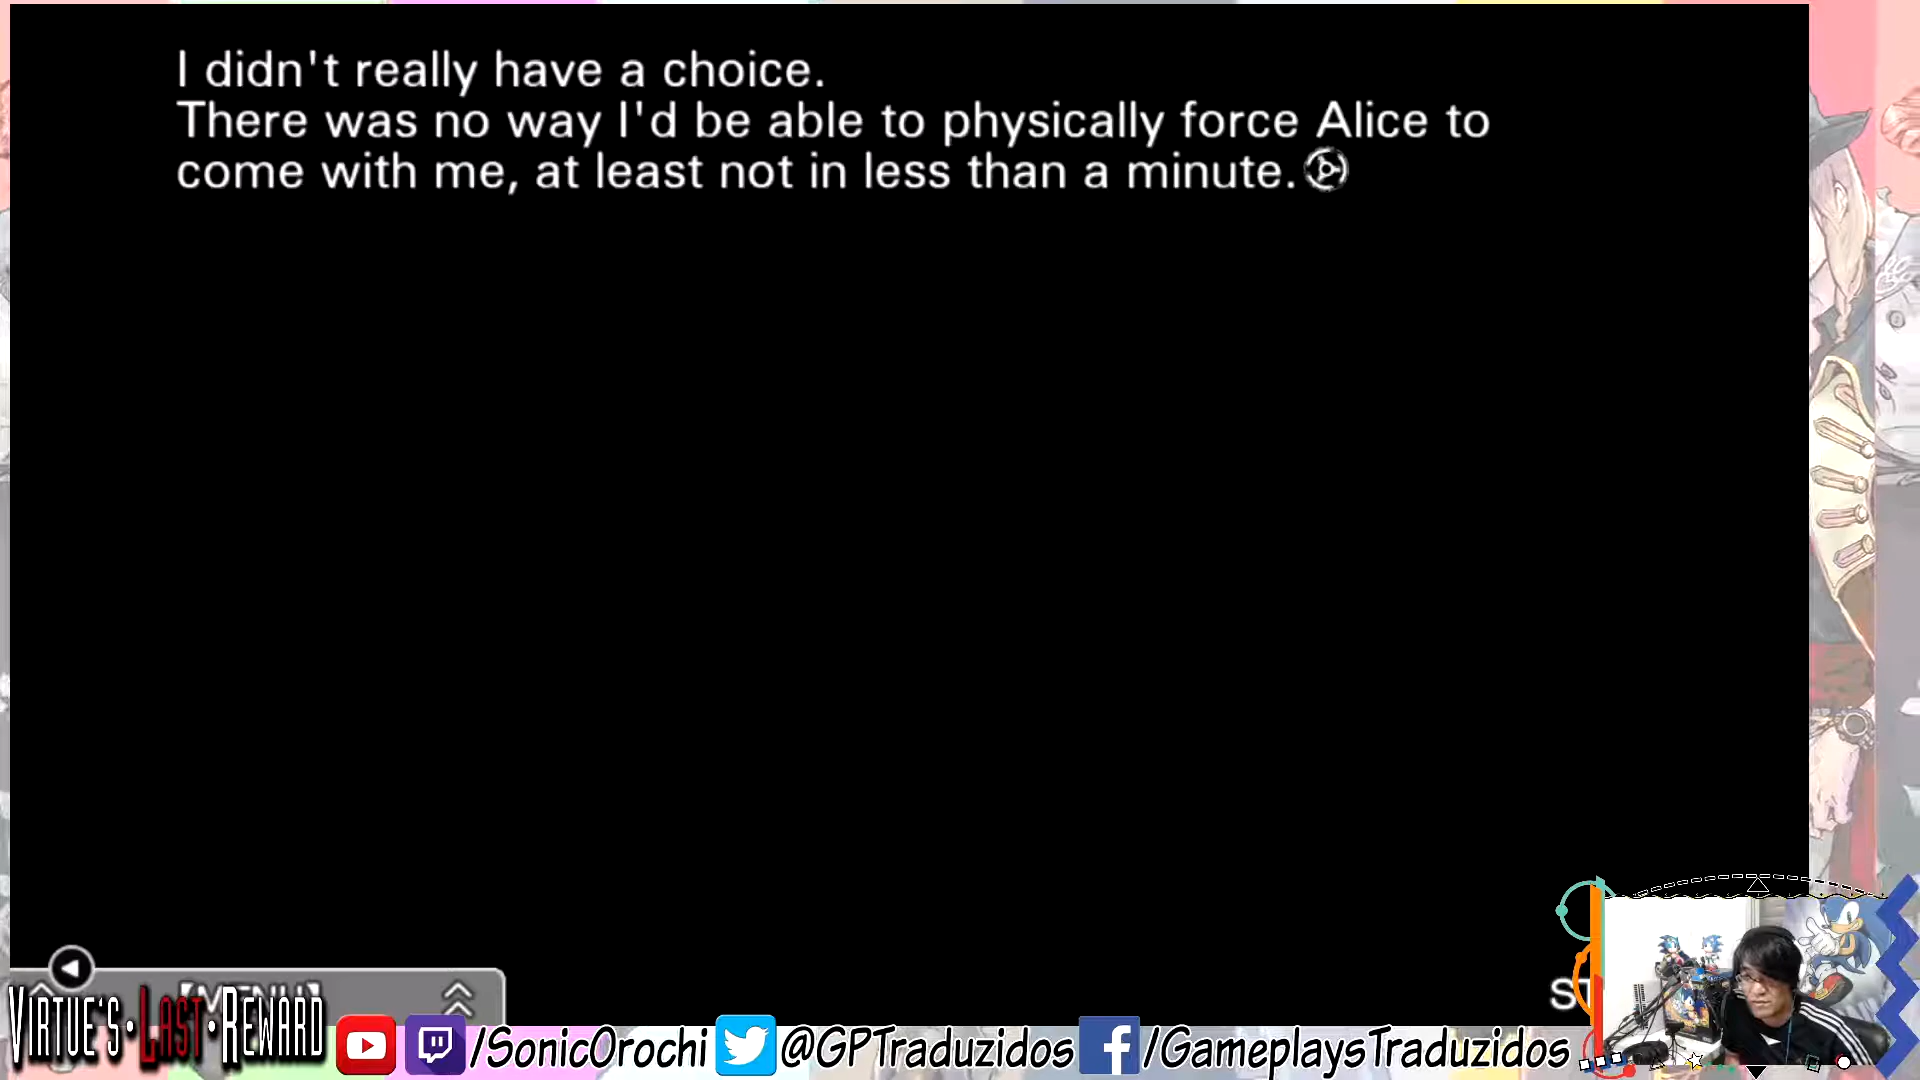 I didn't really have a choice.
There was no way I'd be able to physically force Alice to
come with me, at least not in less than a minute.
[MENU]
VIRTUE'S·LAST·REWARD
/SonicOrochi
@GPTraduzidos
/GameplaysTraduzidos